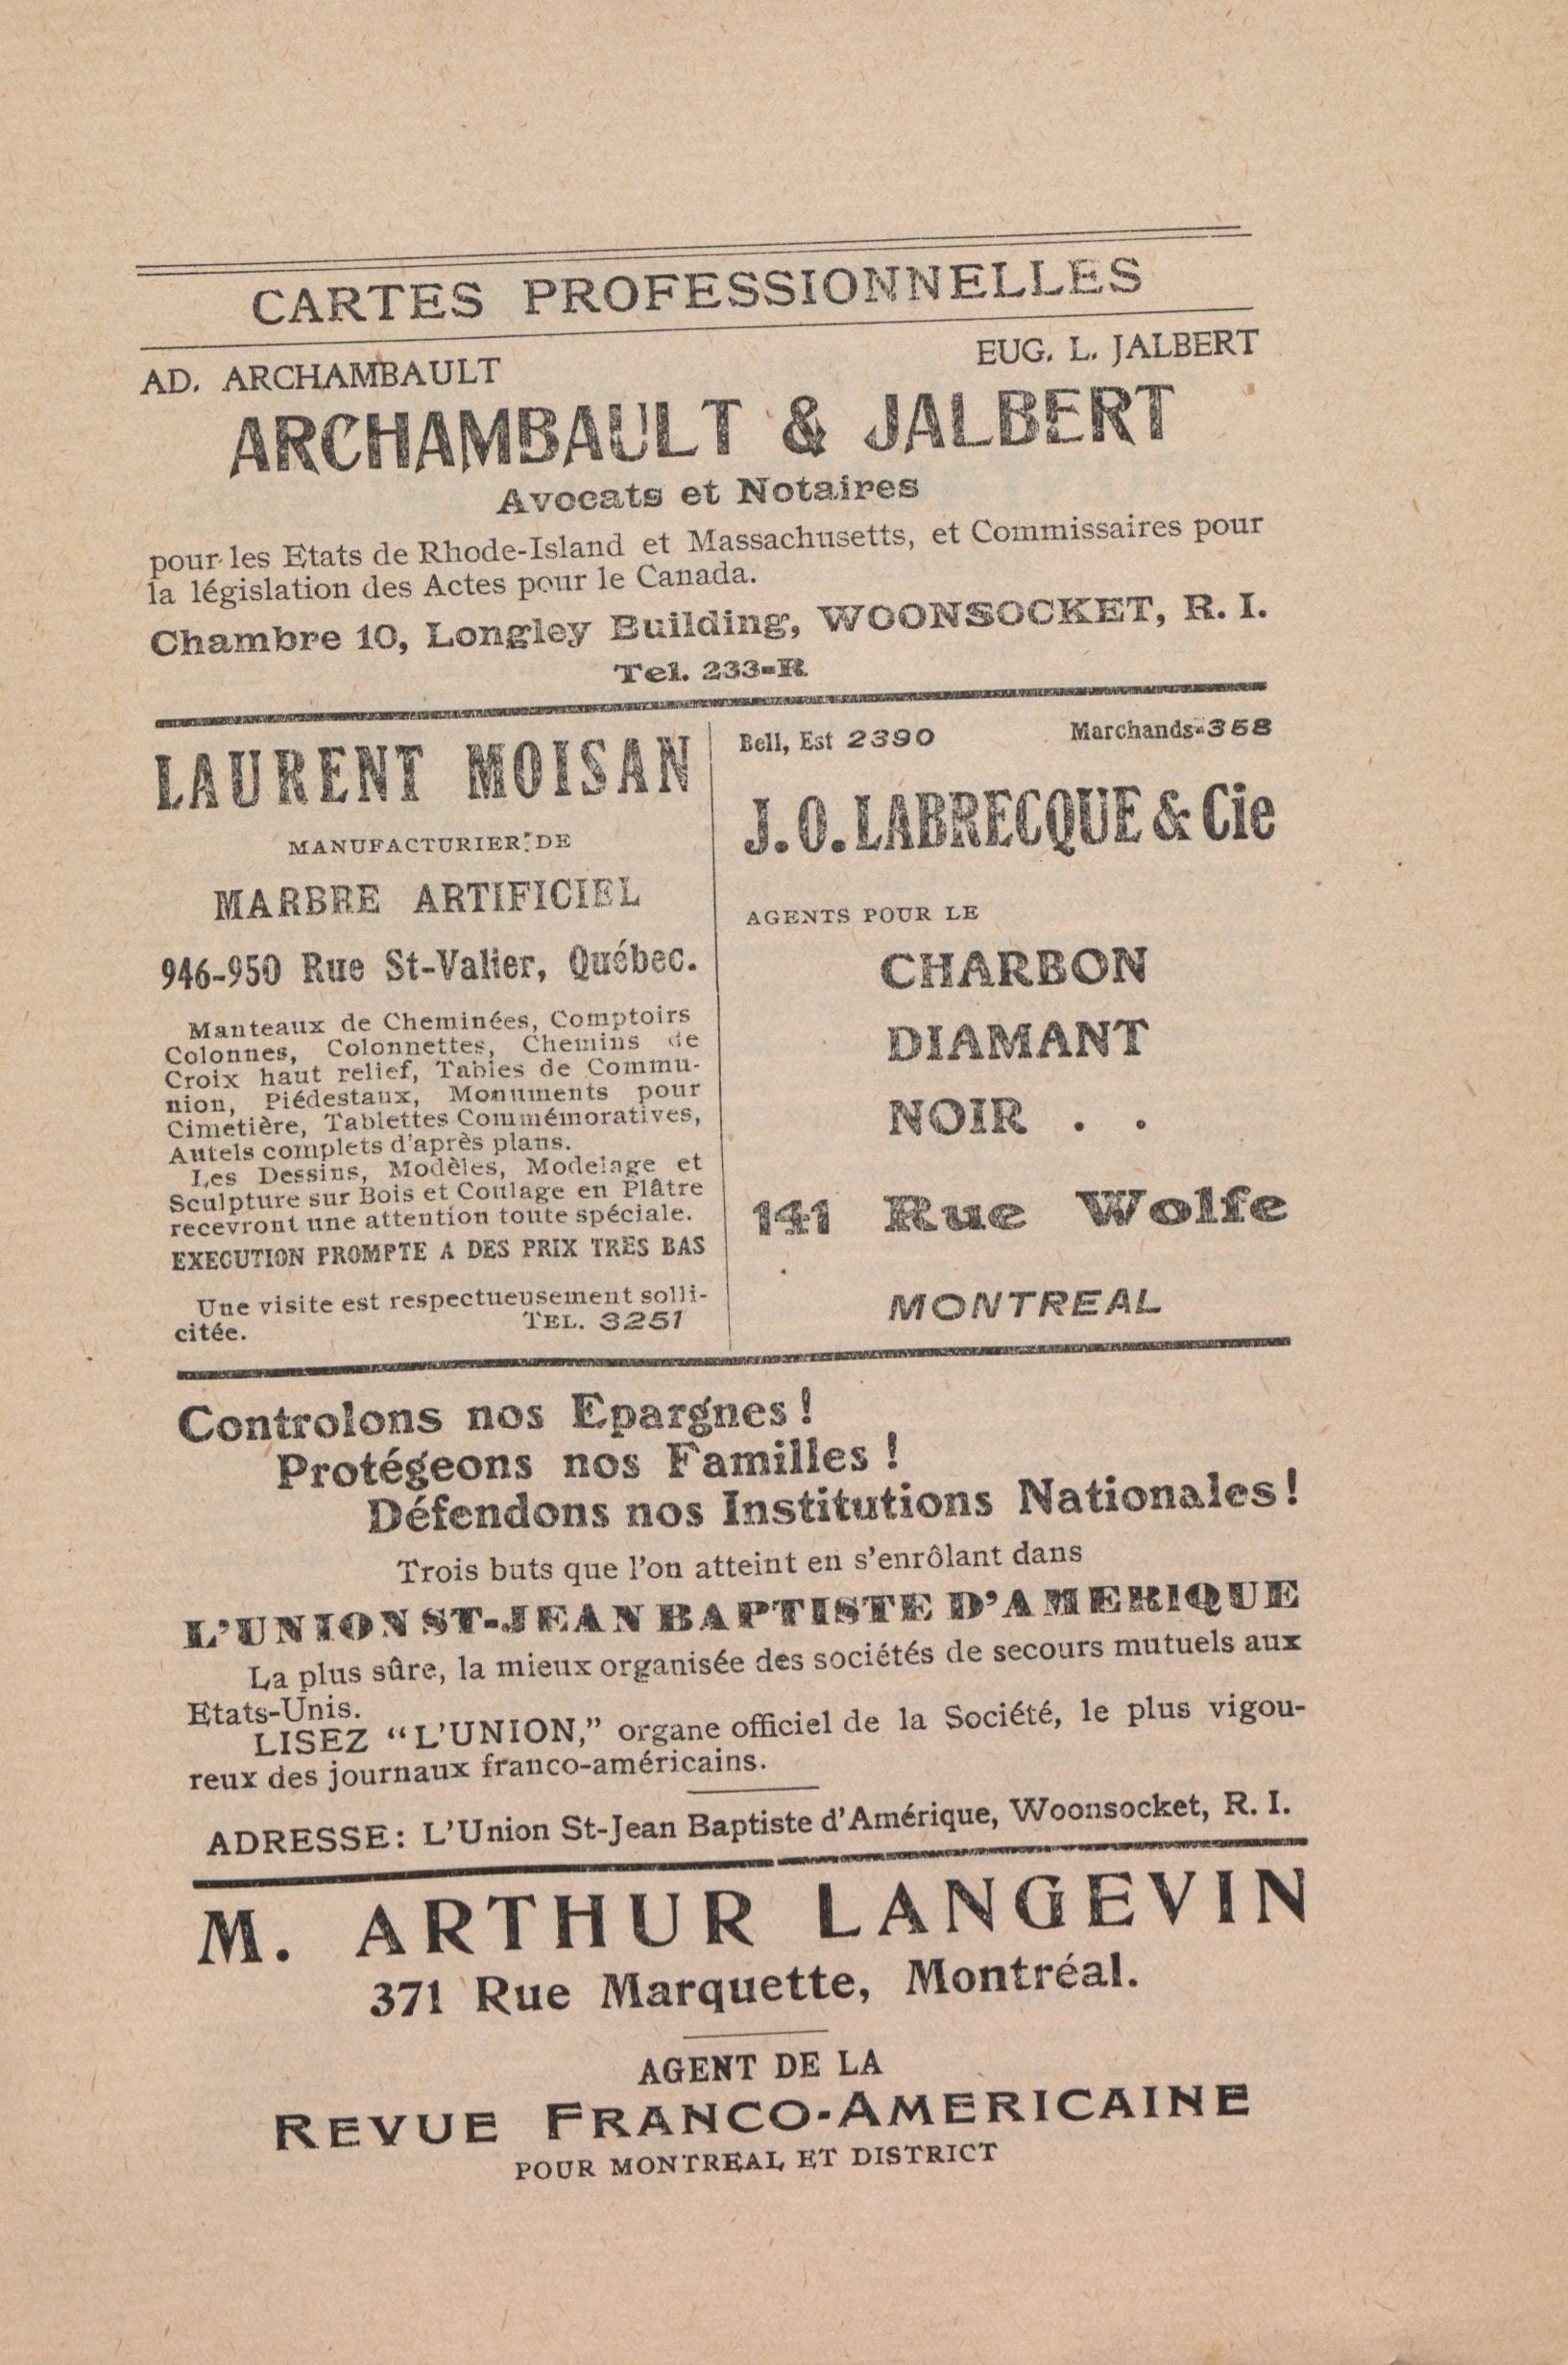 CARTES PROFESSIONNELLES
AD. ARCHAMBAULT EUG. L. JALBERT
ARCHAMBAULT & JALBERT
Avocats et Notaires
pour les Etats de Rhode-Island et Massachusetts, et Commissaires pour
la législation des Actes pour le Canada.
Chambre 10, Longley Building, WOONSOCKET, R. I.
Tel. 233-R
LAURENT MOISAN
MANUFACTURIER DE
MARBRE ARTIFICIEL
946-950 Rue St-Valier, Québec.
Manteaux de Cheminées, Comptoirs
Colonnes, Colonnettes, Chemins de
Croix haut relief, Tables de Commu-
nion, Piédestaux, Monuments pour
Cimetière, Tablettes Commémoratives,
Autels complets d'après plans.
Les Dessins, Modèles, Modelage et
Sculpture sur Bois et Coulage en Plâtre
recevront une attention toute spéciale.
EXECUTION PROMPTE A DES PRIX TRES BAS
Une visite est respectueusement solli-
citée. TEL. 3251
Bell, Est 2390 Marchands-358
J. O. LABRECQUE & Cie
AGENTS POUR LE
CHARBON
DIAMANT
NOIR . .
141 Rue Wolfe
MONTREAL
Controlons nos Epargnes !
Protégeons nos Familles !
Défendons nos Institutions Nationales !
Trois buts que l'on atteint en s'enrôlant dans
L'UNION ST-JEAN BAPTISTE D'AMERIQUE
La plus sûre, la mieux organisée des sociétés de secours mutuels aux
Etats-Unis.
LISEZ “L'UNION,” organe officiel de la Société, le plus vigou-
reux des journaux franco-américains.
ADRESSE: L'Union St-Jean Baptiste d'Amérique, Woonsocket, R. I.
M. ARTHUR LANGEVIN
371 Rue Marquette, Montréal.
AGENT DE LA
REVUE FRANCO-AMERICAINE
POUR MONTREAL ET DISTRICT